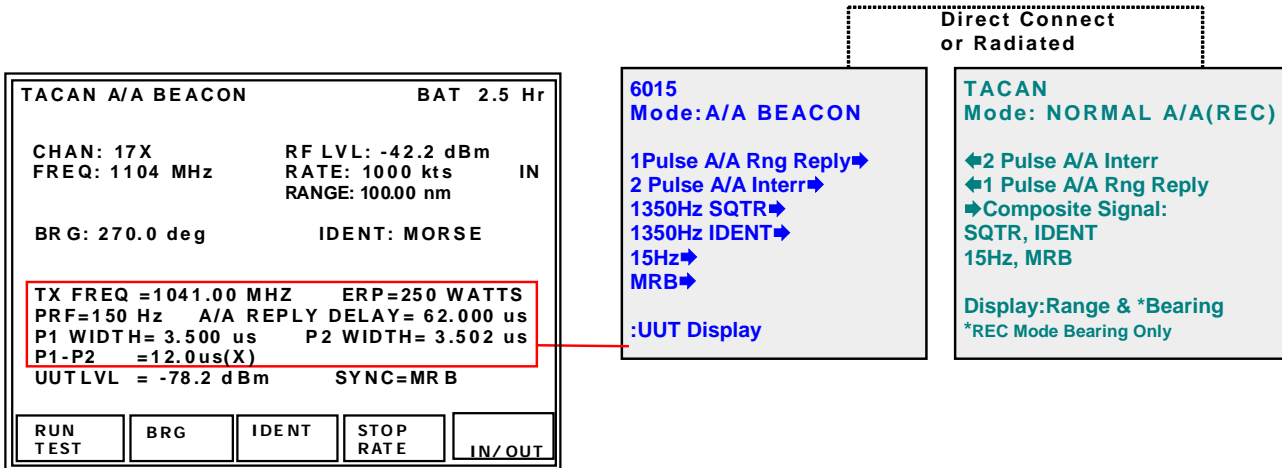 Direct Connect
or Radiated
TACAN A/A BEACON BAT 2.5 Hr
CHAN: 17X RF LVL: -42.2 dBm
FREQ: 1104 MHz RATE: 1000 kts IN
RANGE: 100.00 nm
BRG: 270.0 deg IDENT: MORSE
TX FREQ =1041.00 MHZ ERP=250 WATTS
PRF=150 Hz A/A REPLY DELAY= 62.000 us
P1 WIDTH= 3.500 us P2 WIDTH= 3.502 us
P1-P2 =12.0us(X)
UUT LVL = -78.2 dBm SYNC=MRB
RUN TEST
BRG
IDENT
STOP RATE
IN/OUT
6015
Mode:A/A BEACON
1Pulse A/A Rng Reply➡
2 Pulse A/A Interr➡
1350Hz SQTR➡
1350Hz IDENT➡
15Hz➡
MRB➡
:UUT Display
TACAN
Mode: NORMAL A/A(REC)
⬅2 Pulse A/A Interr
⬅1 Pulse A/A Rng Reply
➡Composite Signal:
SQTR, IDENT
15Hz, MRB
Display:Range & *Bearing
*REC Mode Bearing Only